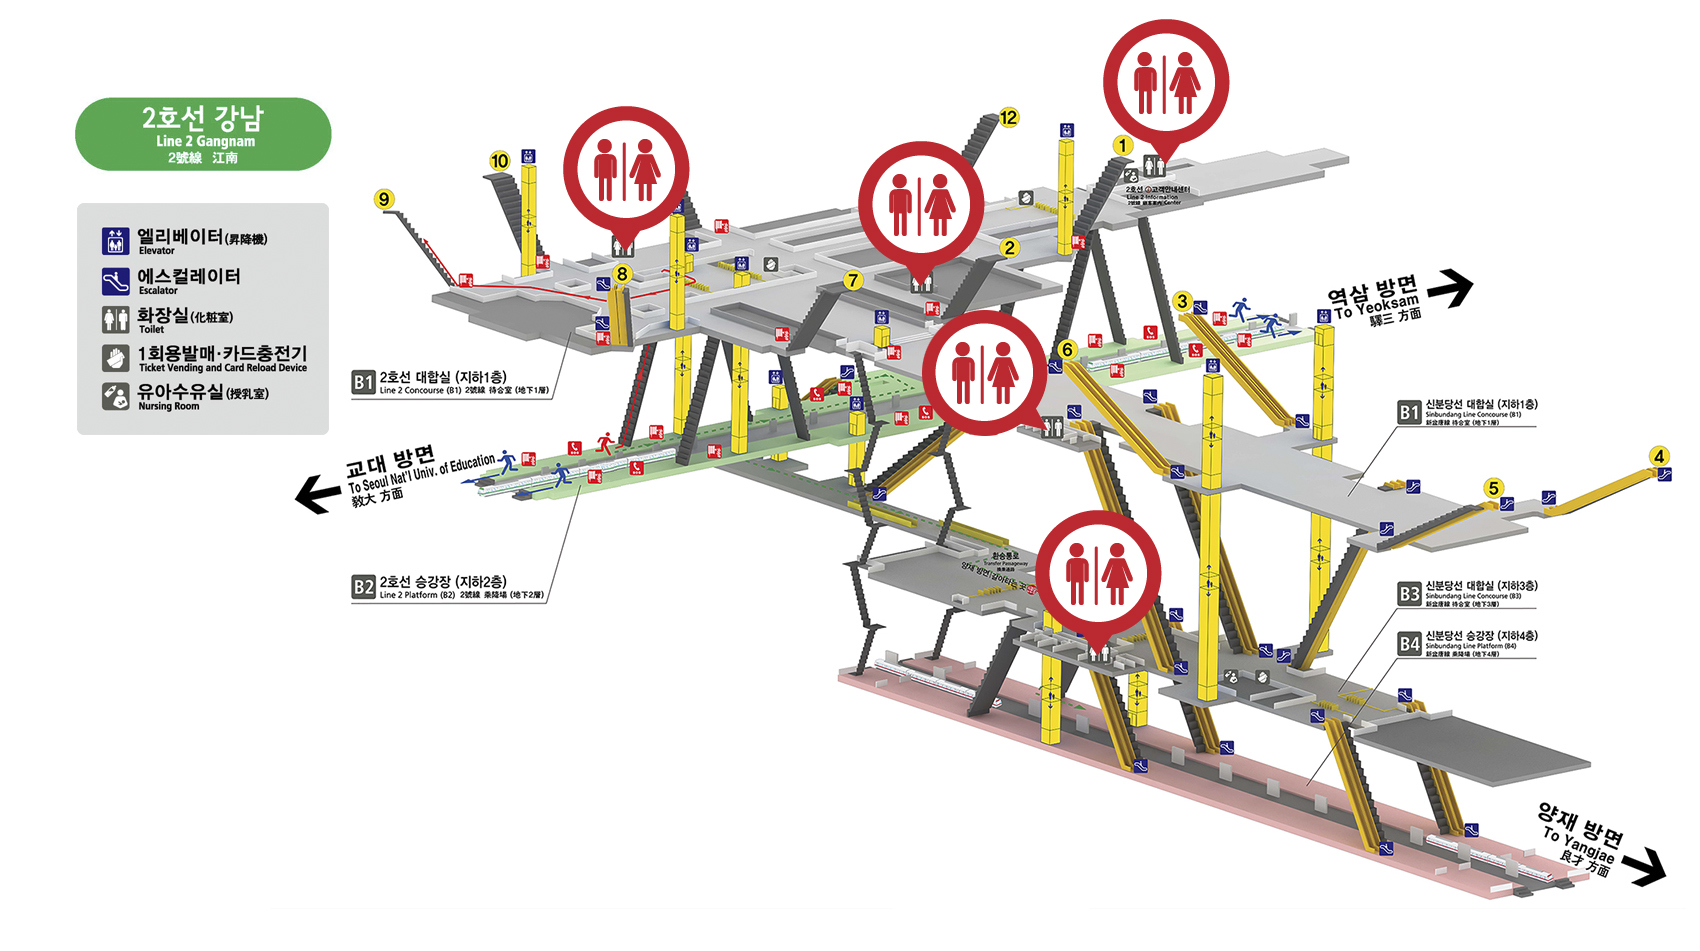 2호선 강남
Line 2 Gangnam
2號線 江南
엘리베이터(昇降機)
Elevator
에스컬레이터
Escalator
화장실(化粧室)
Toilet
1회용발매·카드충전기
Ticket Vending and Card Reload Device
유아수유실(授乳室)
Nursing Room
9
10
8
7
12
2
1
3
6
5
4
2호선 고객안내센터
Line 2 Information Center
역삼 방면
To Yeoksam
驛三 方面
B1 2호선 대합실 (지하1층)
Line 2 Concourse (B1) 2號線 待合室 (地下1層)
교대 방면
To Seoul Nat'l Univ. of Education
敎大 方面
B2 2호선 승강장 (지하2층)
Line 2 Platform (B2) 2號線 乘降場 (地下2層)
B1 신분당선 대합실 (지하1층)
Sinbundang Line Concourse (B1)
新盆唐線 待合室 (地下1層)
환승통로
Transfer Passageway
換乘通路
양재 방면 갈아타는 곳
B3 신분당선 대합실 (지하3층)
Sinbundang Line Concourse (B3)
新盆唐線 待合室 (地下3層)
B4 신분당선 승강장 (지하4층)
Sinbundang Line Platform (B4)
新盆唐線 乘降場 (地下4層)
양재 방면
To Yangjae
良才 方面